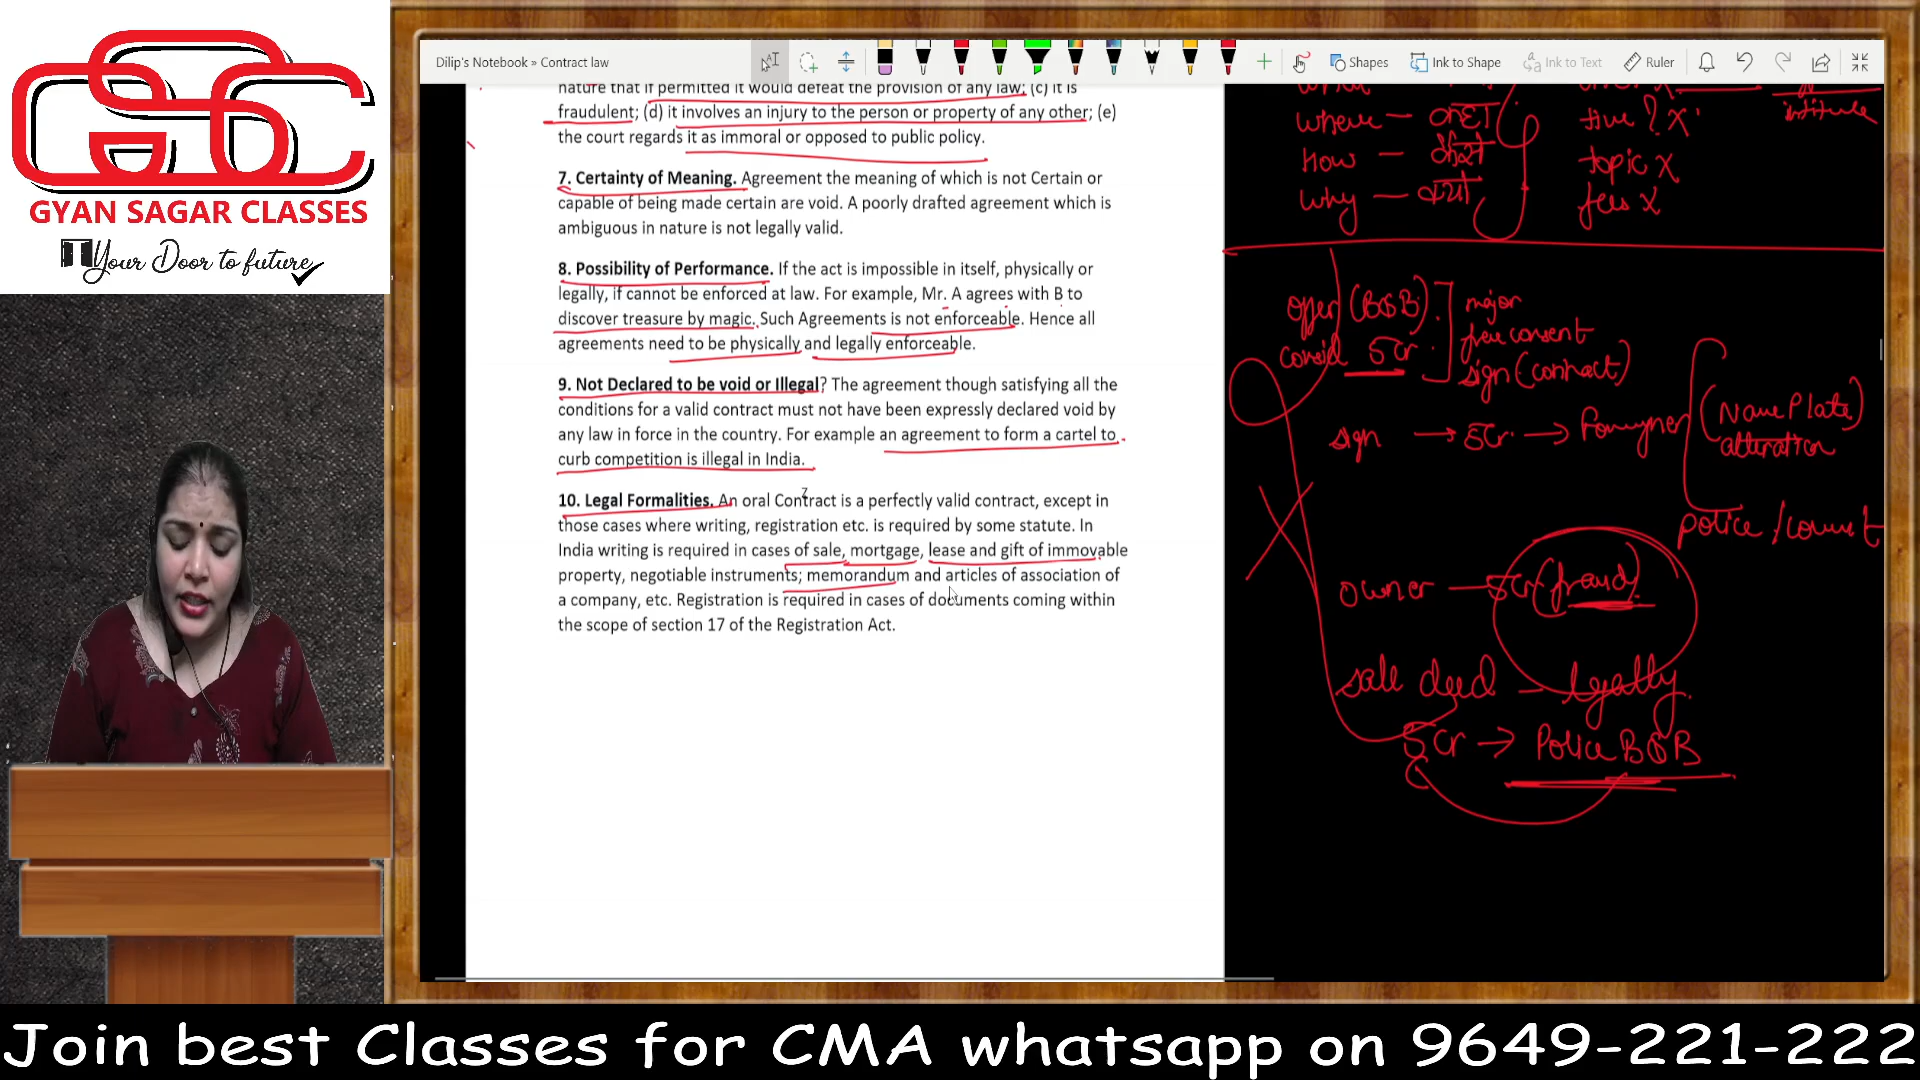 GYAN SAGAR CLASSES
Your Door to future
Dilip's Notebook » Contract law
Shapes
Ink to Shape
Ink to Text
Ruler
nature that if permitted it would defeat the provision of any law; (c) it is
fraudulent; (d) it involves an injury to the person or property of any other; (e)
the court regards it as immoral or opposed to public policy.
7. Certainty of Meaning. Agreement the meaning of which is not Certain or
capable of being made certain are void. A poorly drafted agreement which is
ambiguous in nature is not legally valid.
8. Possibility of Performance. If the act is impossible in itself, physically or
legally, if cannot be enforced at law. For example, Mr. A agrees with B to
discover treasure by magic. Such Agreements is not enforceable. Hence all
agreements need to be physically and legally enforceable.
9. Not Declared to be void or Illegal? The agreement though satisfying all the
conditions for a valid contract must not have been expressly declared void by
any law in force in the country. For example an agreement to form a cartel to
curb competition is illegal in India.
10. Legal Formalities. An oral Contract is a perfectly valid contract, except in
those cases where writing, registration etc. is required by some statute. In
India writing is required in cases of sale, mortgage, lease and gift of immovable
property, negotiable instruments; memorandum and articles of association of
a company, etc. Registration is required in cases of documents coming within
the scope of section 17 of the Registration Act.
where —
How — topic X
why — fees X
offer
major
free consent
5 Cr
sign (contract)
sign → 5Cr →
(Name Plate)
alteration
police /
owner — 5Cr (fraud)
sale deed — legally.
5 Cr → Police
Join best Classes for CMA whatsapp on 9649-221-222